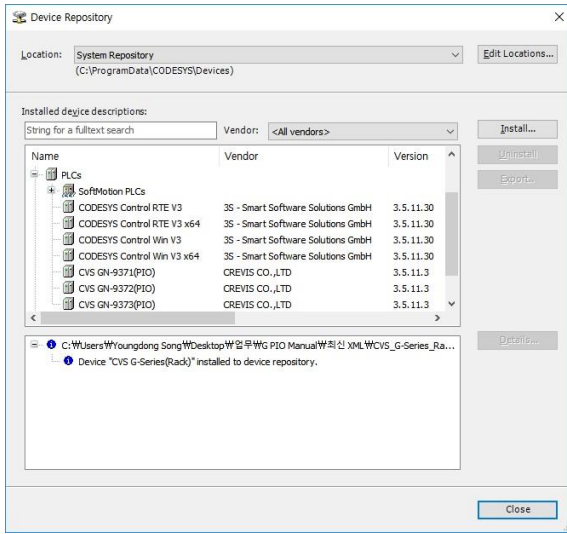 Device Repository
Location: System Repository Edit Locations...
(C:\ProgramData\CODESYS\Devices)
Installed device descriptions:
String for a fulltext search Vendor: <All vendors> Install...
Name Vendor Version Uninstall
PLCs Export...
SoftMotion PLCs
CODESYS Control RTE V3 3S - Smart Software Solutions GmbH 3.5.11.30
CODESYS Control RTE V3 x64 3S - Smart Software Solutions GmbH 3.5.11.30
CODESYS Control Win V3 3S - Smart Software Solutions GmbH 3.5.11.30
CODESYS Control Win V3 x64 3S - Smart Software Solutions GmbH 3.5.11.30
CVS GN-9371(PIO) CREVIS CO.,LTD 3.5.11.3
CVS GN-9372(PIO) CREVIS CO.,LTD 3.5.11.3
CVS GN-9373(PIO) CREVIS CO.,LTD 3.5.11.3
C:₩Users₩Youngdong Song₩Desktop₩업무₩G PIO Manual₩최신 XML₩CVS_G-Series_Ra... Details...
Device "CVS G-Series(Rack)" installed to device repository.
Close